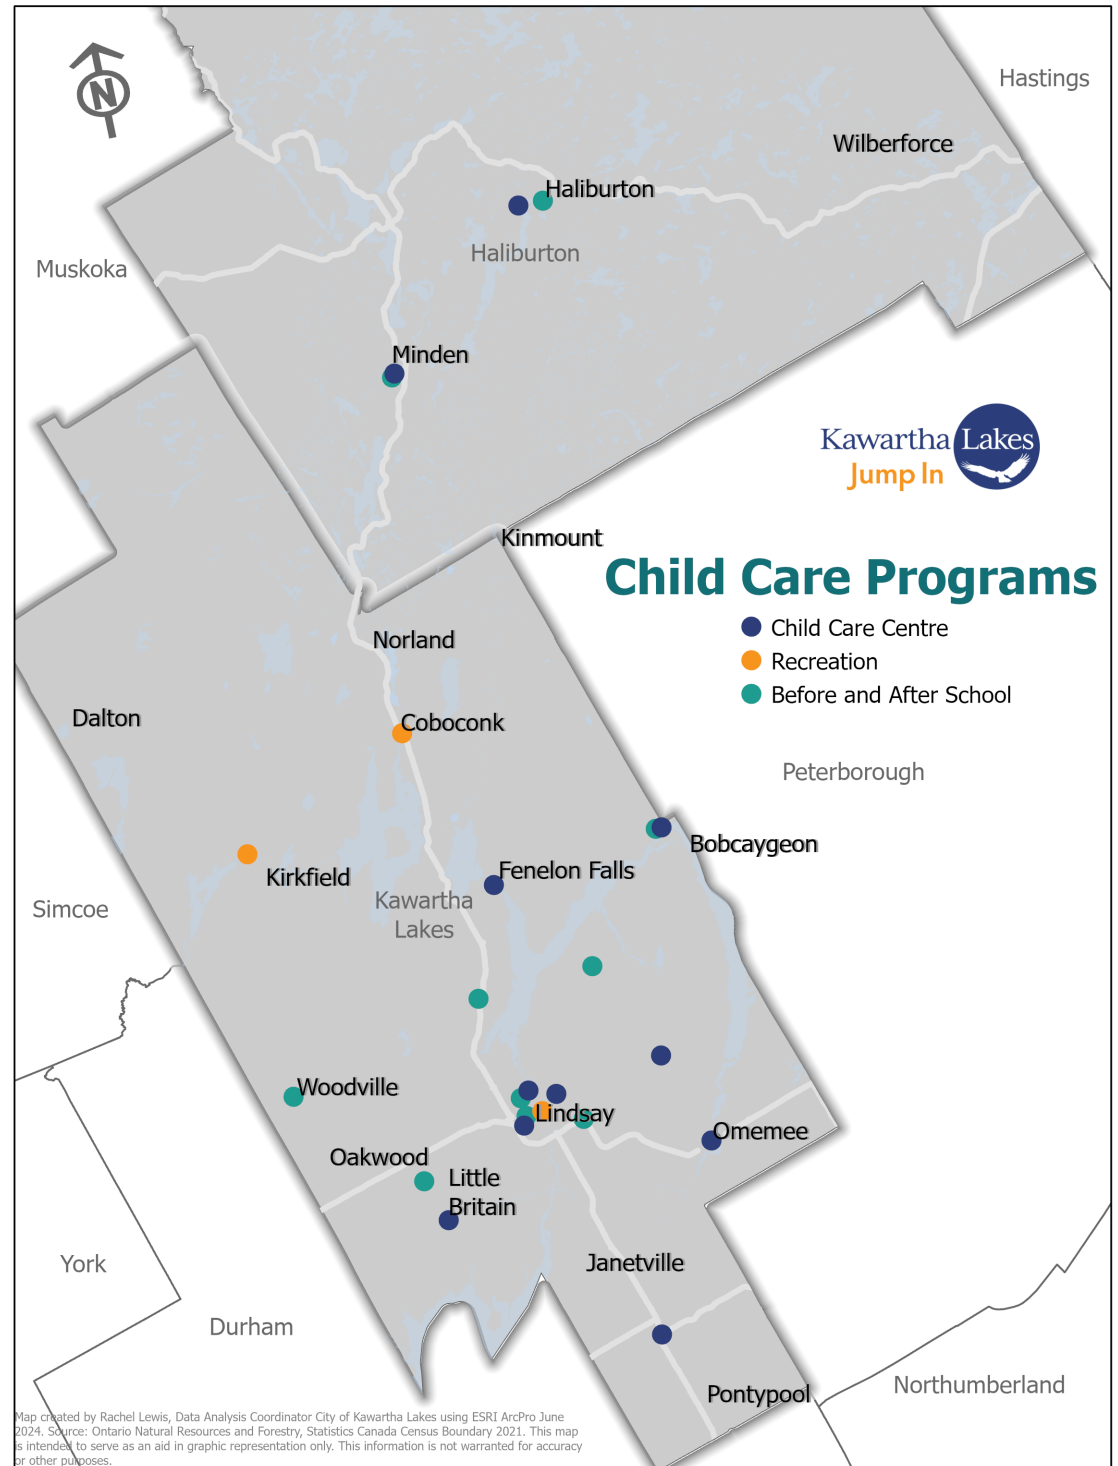 N
Hastings
Wilberforce
Haliburton
Haliburton
Muskoka
Minden
Kawartha Lakes
Jump In
Kinmount
Child Care Programs
Child Care Centre
Recreation
Before and After School
Norland
Dalton
Coboconk
Peterborough
Bobcaygeon
Fenelon Falls
Kirkfield
Kawartha
Lakes
Simcoe
Woodville
Lindsay
Omemee
Oakwood
Little
Britain
York
Janetville
Durham
Northumberland
Pontypool
Map created by Rachel Lewis, Data Analysis Coordinator City of Kawartha Lakes using ESRI ArcPro June
2024. Source: Ontario Natural Resources and Forestry, Statistics Canada Census Boundary 2021. This map
is intended to serve as an aid in graphic representation only. This information is not warranted for accuracy
or other purposes.